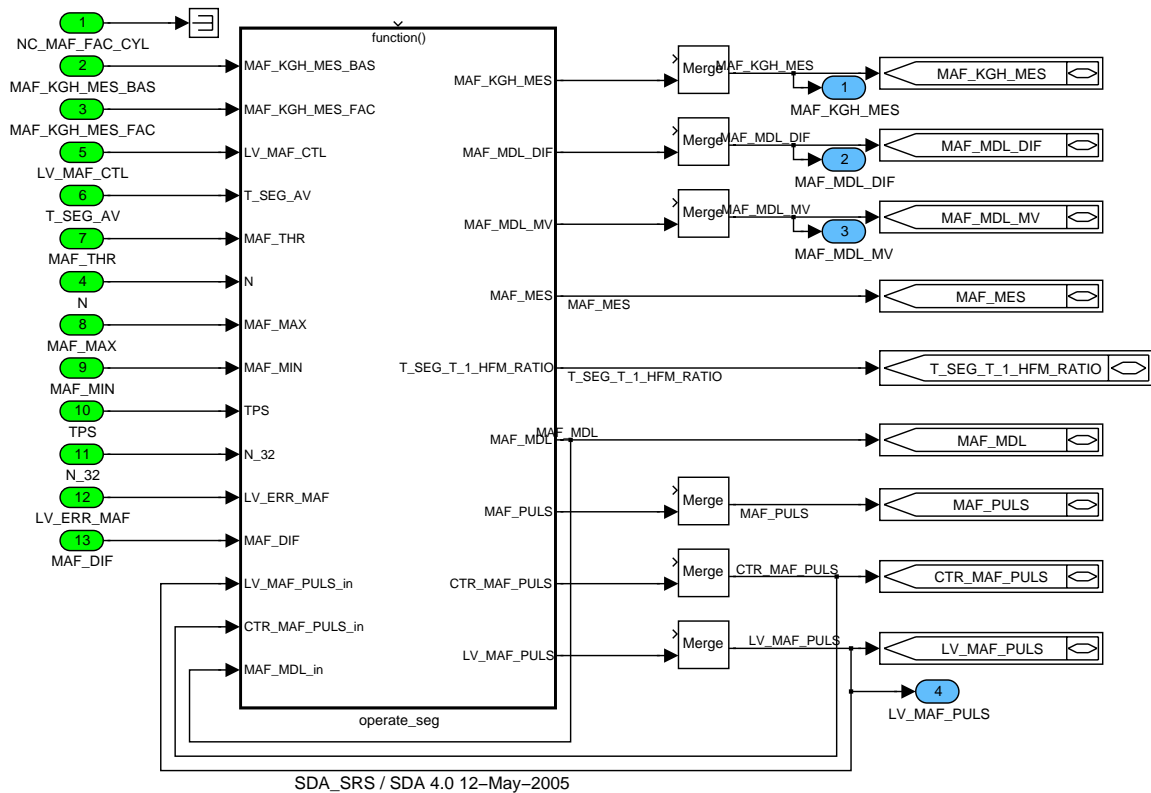 1
NC_MAF_FAC_CYL
2
MAF_KGH_MES_BAS
3
MAF_KGH_MES_FAC
5
LV_MAF_CTL
6
T_SEG_AV
7
MAF_THR
4
N
8
MAF_MAX
9
MAF_MIN
10
TPS
11
N_32
12
LV_ERR_MAF
13
MAF_DIF
function()
MAF_KGH_MES_BAS
MAF_KGH_MES_FAC
LV_MAF_CTL
T_SEG_AV
MAF_THR
N
MAF_MAX
MAF_MIN
TPS
N_32
LV_ERR_MAF
MAF_DIF
LV_MAF_PULS_in
CTR_MAF_PULS_in
MAF_MDL_in
MAF_KGH_MES
MAF_MDL_DIF
MAF_MDL_MV
MAF_MES
T_SEG_T_1_HFM_RATIO
MAF_MDL
MAF_PULS
CTR_MAF_PULS
LV_MAF_PULS
operate_seg
Merge
MAF_KGH_MES
1
MAF_KGH_MES
MAF_KGH_MES
Merge
MAF_MDL_DIF
2
MAF_MDL_DIF
MAF_MDL_DIF
Merge
MAF_MDL_MV
3
MAF_MDL_MV
MAF_MDL_MV
MAF_MES
MAF_MES
T_SEG_T_1_HFM_RATIO
T_SEG_T_1_HFM_RATIO
MAF_MDL
MAF_MDL
Merge
MAF_PULS
MAF_PULS
Merge
CTR_MAF_PULS
CTR_MAF_PULS
Merge
LV_MAF_PULS
LV_MAF_PULS
4
LV_MAF_PULS
SDA_SRS / SDA 4.0 12–May–2005